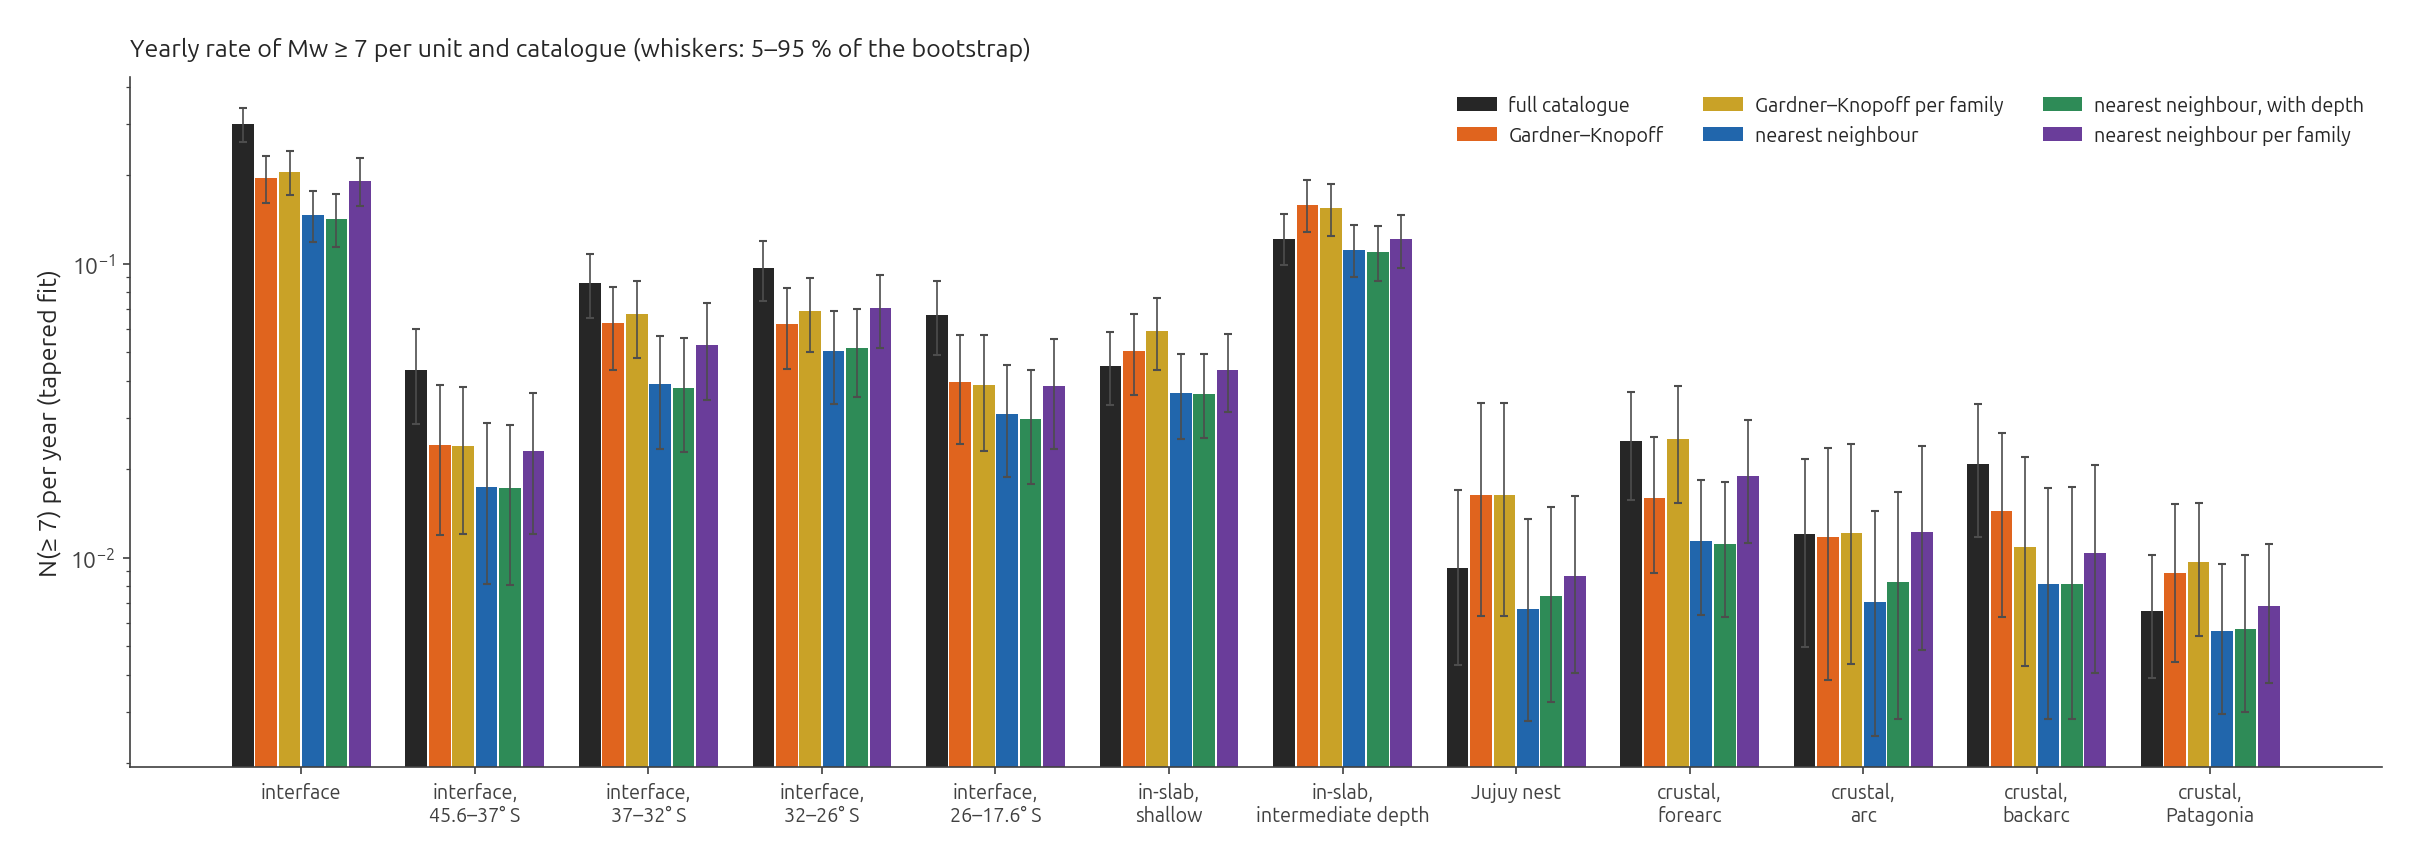 Yearly rate of Mw ≥ 7 per unit and catalogue (whiskers: 5–95 % of the bootstrap)
full catalogue
Gardner–Knopoff
Gardner–Knopoff per family
nearest neighbour
nearest neighbour, with depth
nearest neighbour per family
N(≥ 7) per year (tapered fit)
10⁻¹
10⁻²
interface
interface,
45.6–37° S
interface,
37–32° S
interface,
32–26° S
interface,
26–17.6° S
in-slab,
shallow
in-slab,
intermediate depth
Jujuy nest
crustal,
forearc
crustal,
arc
crustal,
backarc
crustal,
Patagonia